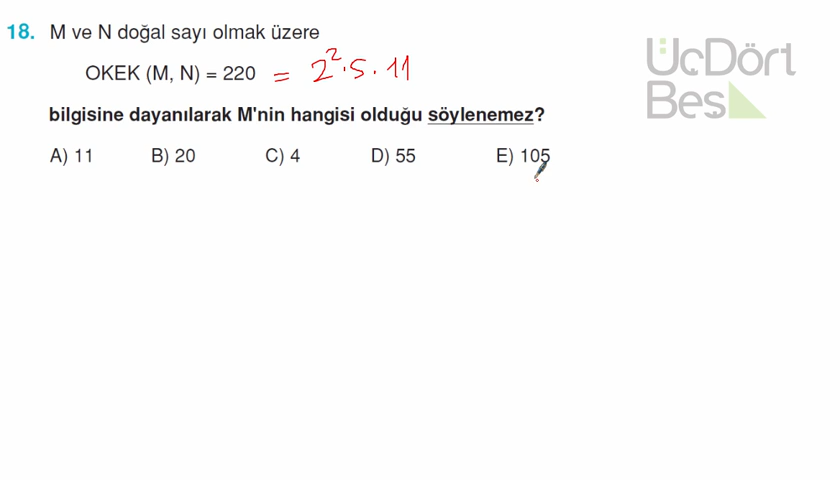 18. M ve N doğal sayı olmak üzere
OKEK (M, N) = 220 = 2²·5·11
bilgisine dayanılarak M'nin hangisi olduğu söylenemez?
A) 11 B) 20 C) 4 D) 55 E) 105
ÜçDört
Beş